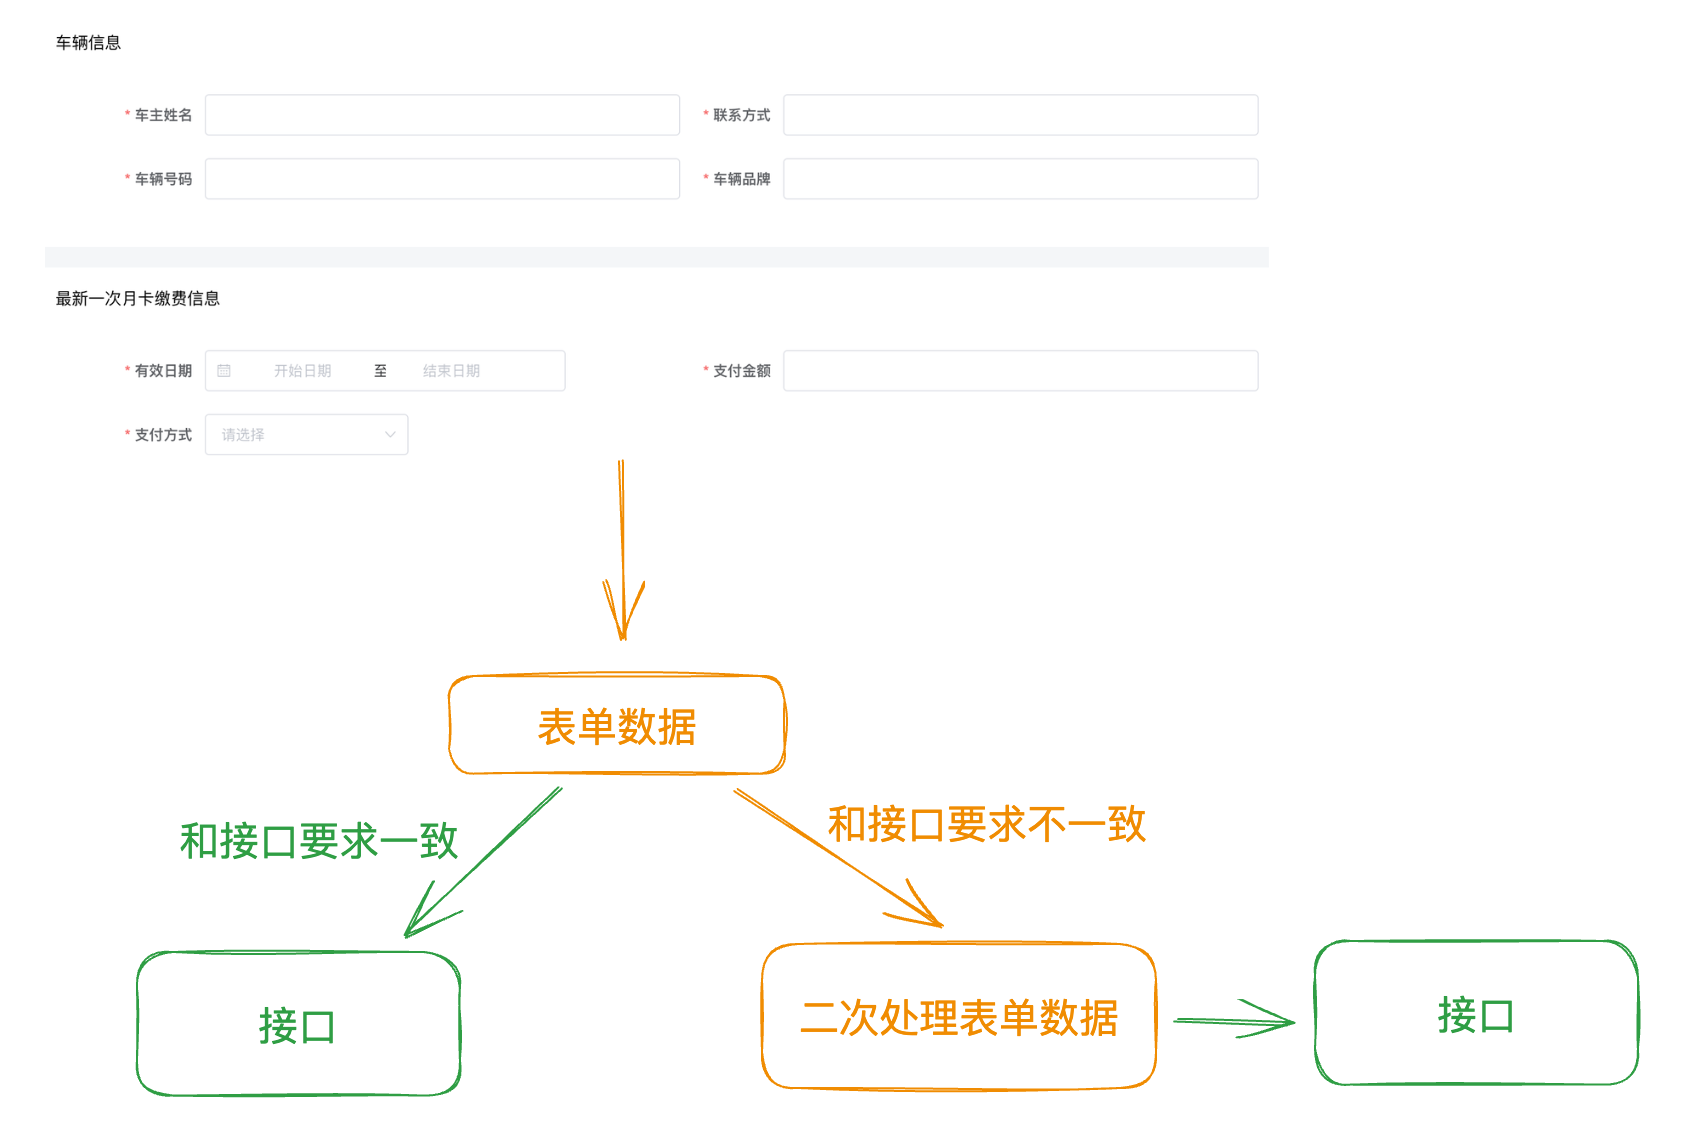 车辆信息
* 车主姓名
* 联系方式
* 车辆号码
* 车辆品牌
最新一次月卡缴费信息
* 有效日期 开始日期 至 结束日期
* 支付金额
* 支付方式 请选择
表单数据
和接口要求一致
和接口要求不一致
接口
二次处理表单数据
接口